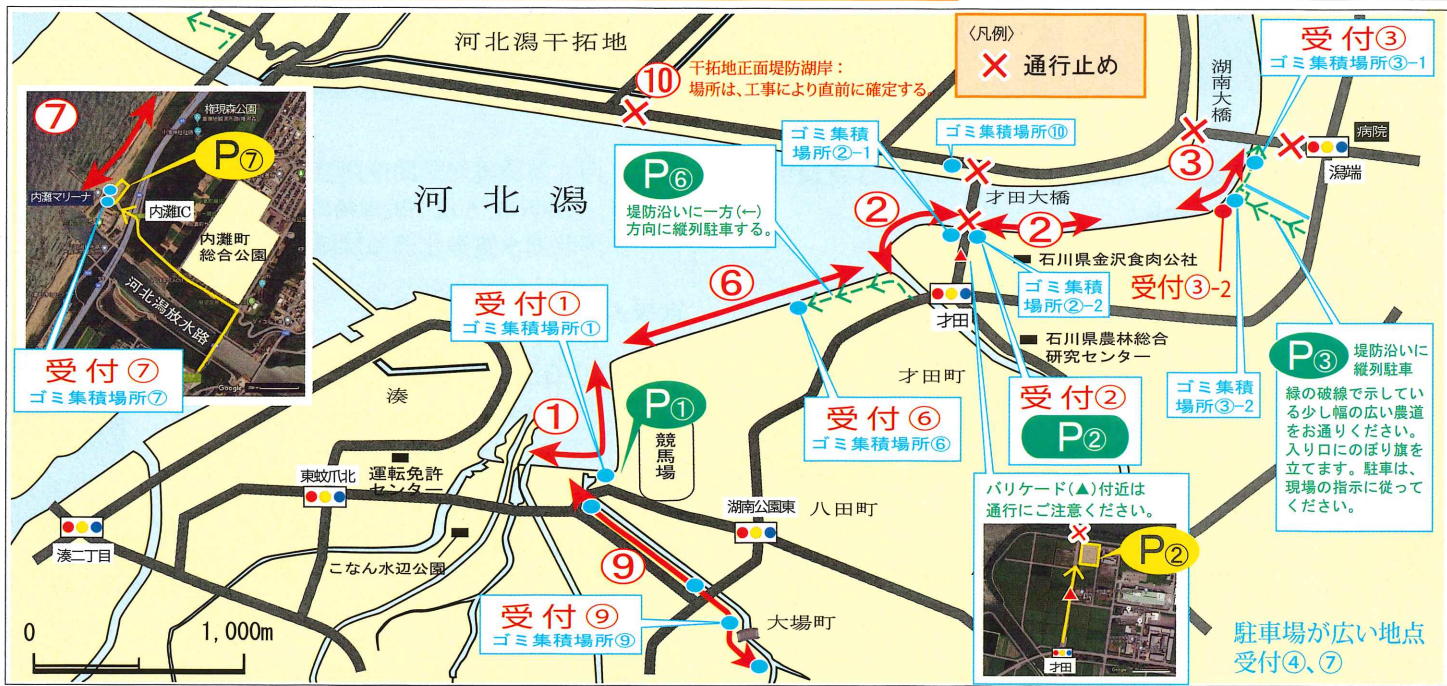 河北潟干拓地
〈凡例〉
× 通行止め
受付③
ゴミ集積場所③-1
湖南大橋
病院
潟端
⑩
干拓地正面堤防湖岸:
場所は、工事により直前に確定する。
ゴミ集積
場所②-1
ゴミ集積場所⑩
③
⑦
権現森公園
P⑦
内灘マリーナ
内灘IC
内灘町
総合公園
河北潟放水路
Google
受付⑦
ゴミ集積場所⑦
河北潟
P⑥
堤防沿いに一方(←)
方向に縦列駐車する。
②
才田大橋
②
石川県金沢食肉公社
ゴミ集積
場所②-2
受付③-2
⑥
受付①
ゴミ集積場所①
才田
石川県農林総合
研究センター
才田町
受付②
P②
ゴミ集積
場所③-2
P③
堤防沿いに
縦列駐車
緑の破線で示して
いる少し幅の広い農道
をお通りください。
入り口にのぼり旗を
立てます。駐車は、
現場の指示に従って
ください。
湊
①
P①
競馬場
受付⑥
ゴミ集積場所⑥
東蚊爪北
運転免許
センター
湖南公園東
八田町
バリケード(▲)付近は
通行にご注意ください。
P②
才田
Google
湊二丁目
こなん水辺公園
⑨
受付⑨
ゴミ集積場所⑨
大場町
0
1,000m
駐車場が広い地点
受付④、⑦